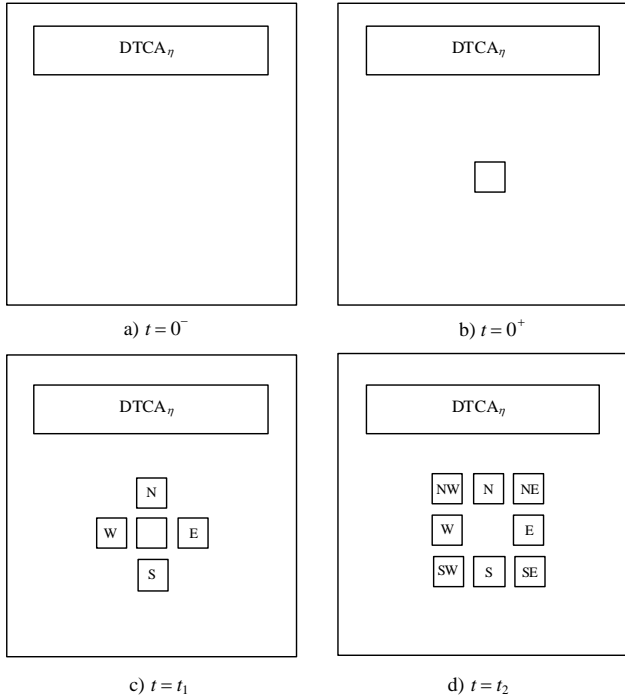 DTCAη
DTCAη
a) t = 0⁻
b) t = 0⁺
DTCAη
DTCAη
N
W E
S
NW N NE
W E
SW S SE
c) t = t₁
d) t = t₂